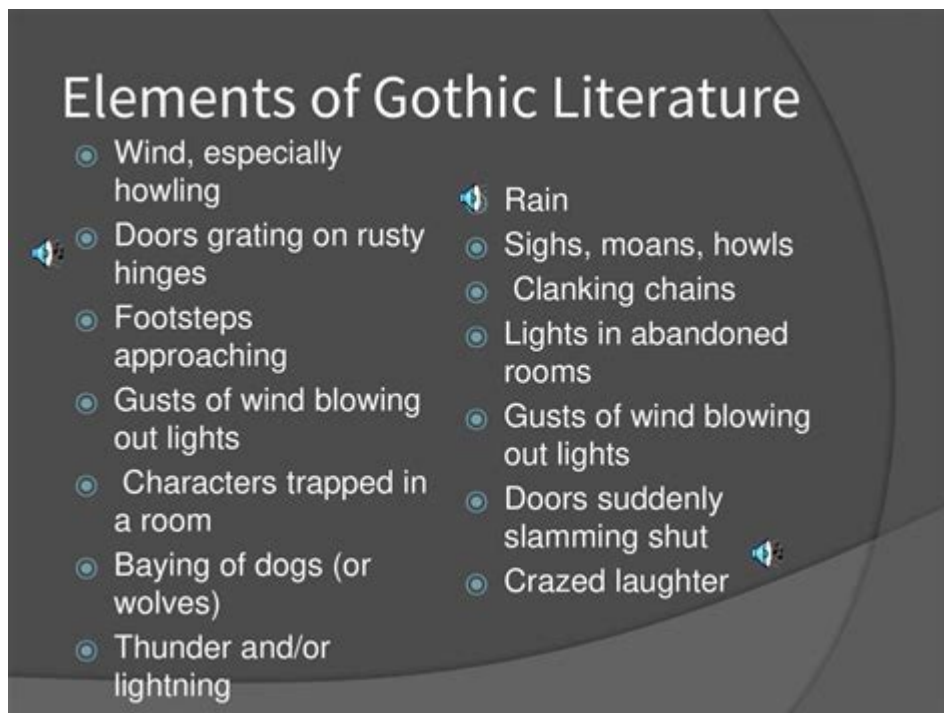 Elements of Gothic Literature
Wind, especially
howling
Doors grating on rusty
hinges
Footsteps
approaching
Gusts of wind blowing
out lights
Characters trapped in
a room
Baying of dogs (or
wolves)
Thunder and/or
lightning
Rain
Sighs, moans, howls
Clanking chains
Lights in abandoned
rooms
Gusts of wind blowing
out lights
Doors suddenly
slamming shut
Crazed laughter